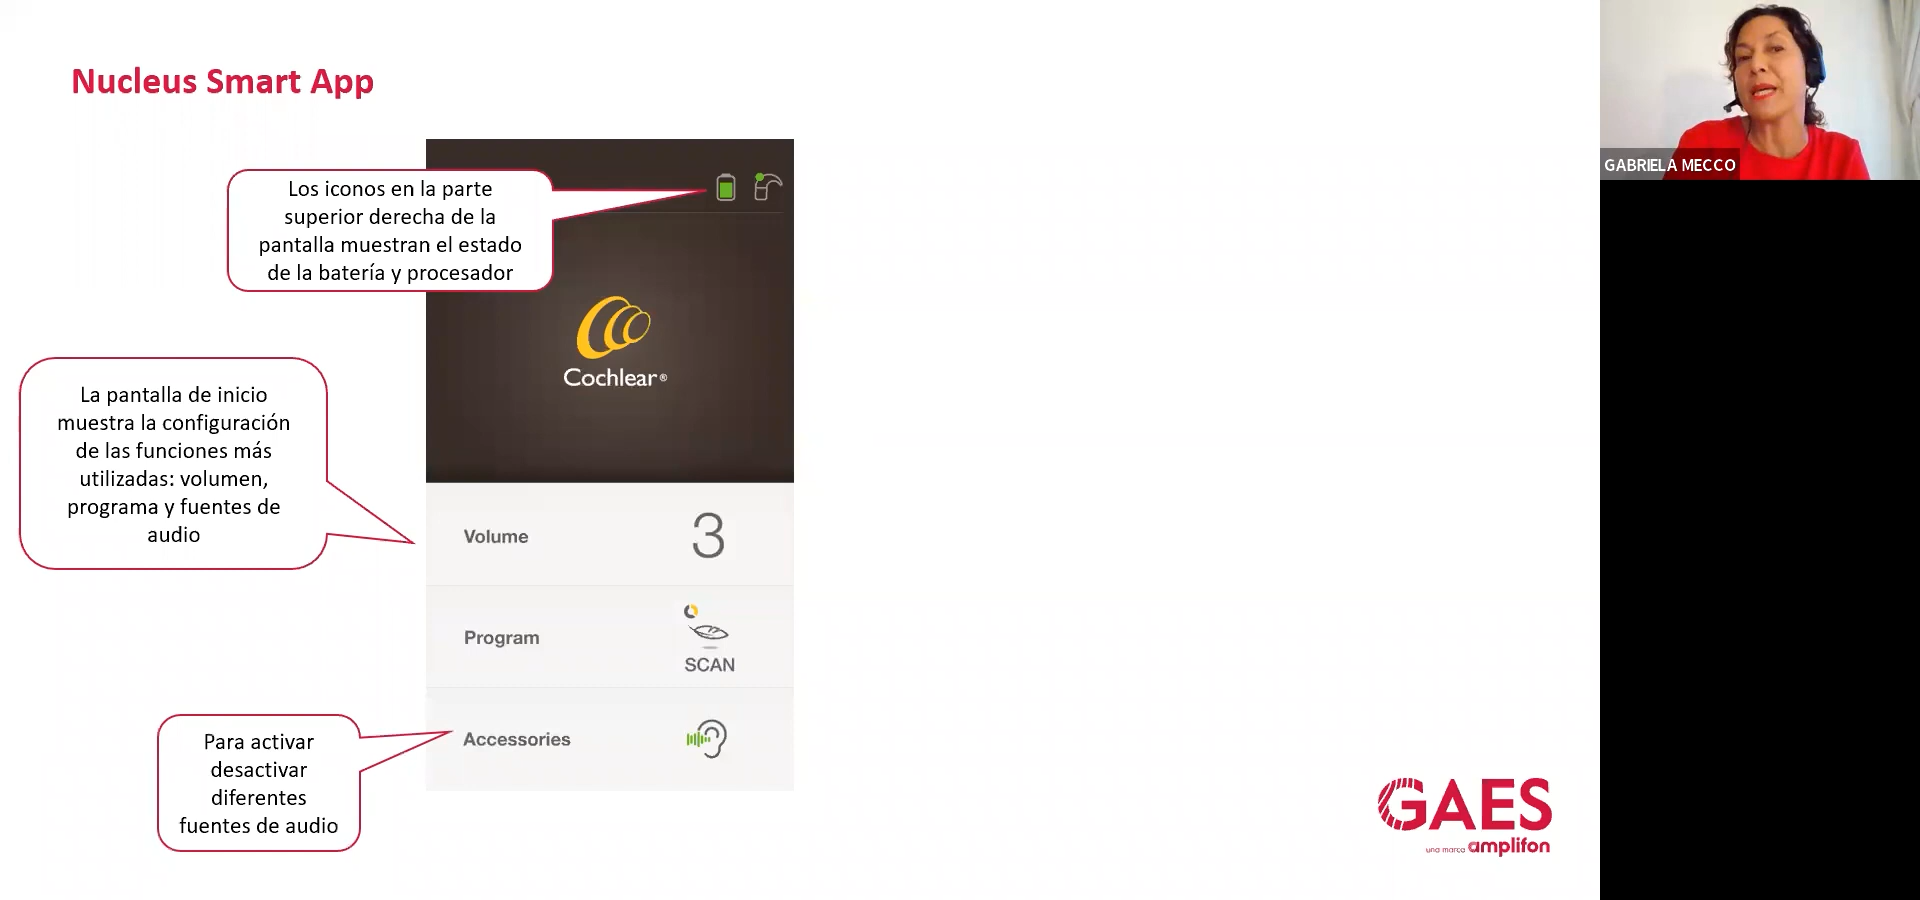 Nucleus Smart App
Los iconos en la parte
superior derecha de la
pantalla muestran el estado
de la batería y procesador
Cochlear®
La pantalla de inicio
muestra la configuración
de las funciones más
utilizadas: volumen,
programa y fuentes de
audio
Volume 3
Program
SCAN
Accessories
Para activar
desactivar
diferentes
fuentes de audio
GAES
una marca amplifon
GABRIELA MECCO